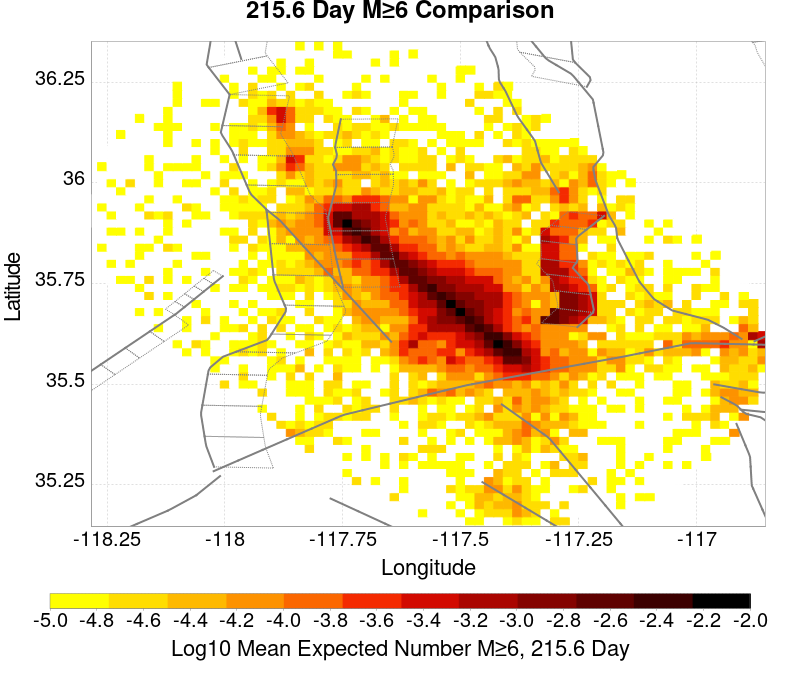 215.6 Day M≥6 Comparison
36.25
36
35.75
35.5
35.25
Latitude
-118.25 -118 -117.75 -117.5 -117.25 -117
Longitude
-5.0 -4.8 -4.6 -4.4 -4.2 -4.0 -3.8 -3.6 -3.4 -3.2 -3.0 -2.8 -2.6 -2.4 -2.2 -2.0
Log10 Mean Expected Number M≥6, 215.6 Day